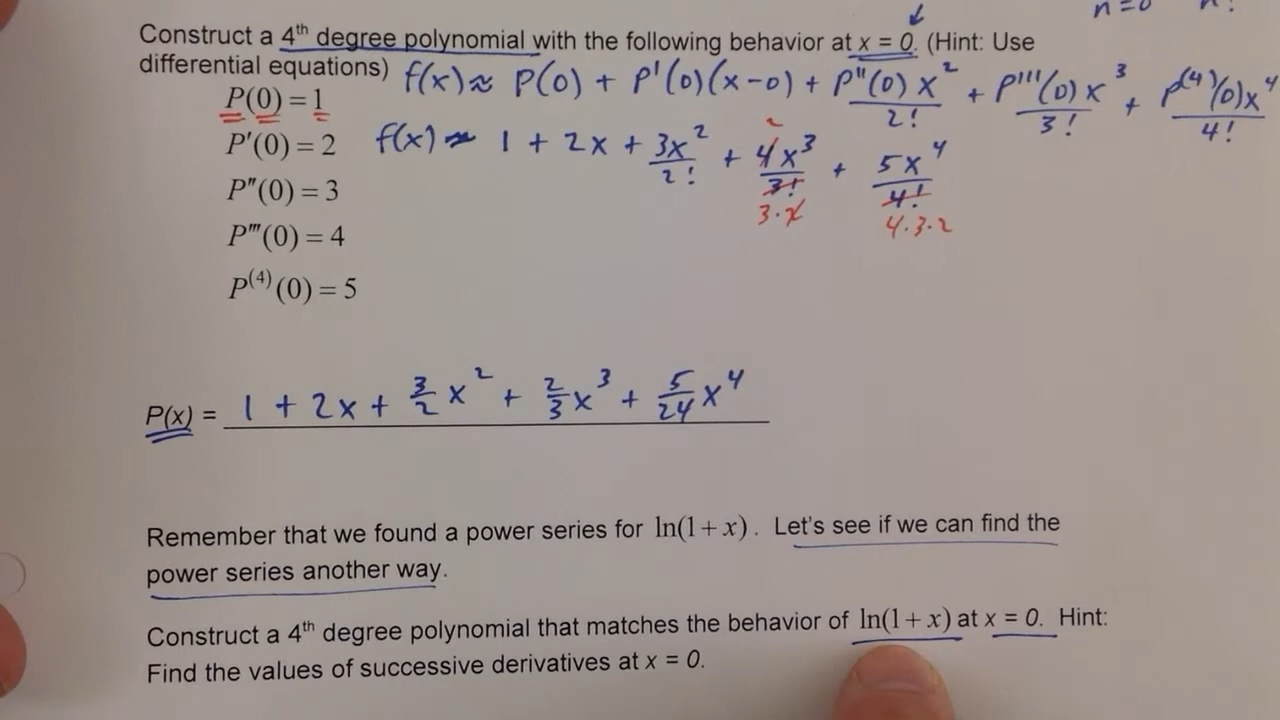 n=0 n!
Construct a 4th degree polynomial with the following behavior at x = 0. (Hint: Use
differential equations) f(x) ≈ P(0) + P'(0)(x-0) + P''(0)x²/2! + P'''(0)x³/3! + P⁽⁴⁾(0)x⁴/4!
P(0) = 1
P'(0) = 2 f(x) ≈ 1 + 2x + 3x²/2! + 4x³/3! + 5x⁴/4!
2
3·2 4·3·2
P''(0) = 3
P'''(0) = 4
P⁽⁴⁾(0) = 5
P(x) = 1 + 2x + 3/2 x² + 2/3 x³ + 5/24 x⁴
Remember that we found a power series for ln(1+x). Let's see if we can find the
power series another way.
Construct a 4th degree polynomial that matches the behavior of ln(1+x) at x = 0. Hint:
Find the values of successive derivatives at x = 0.